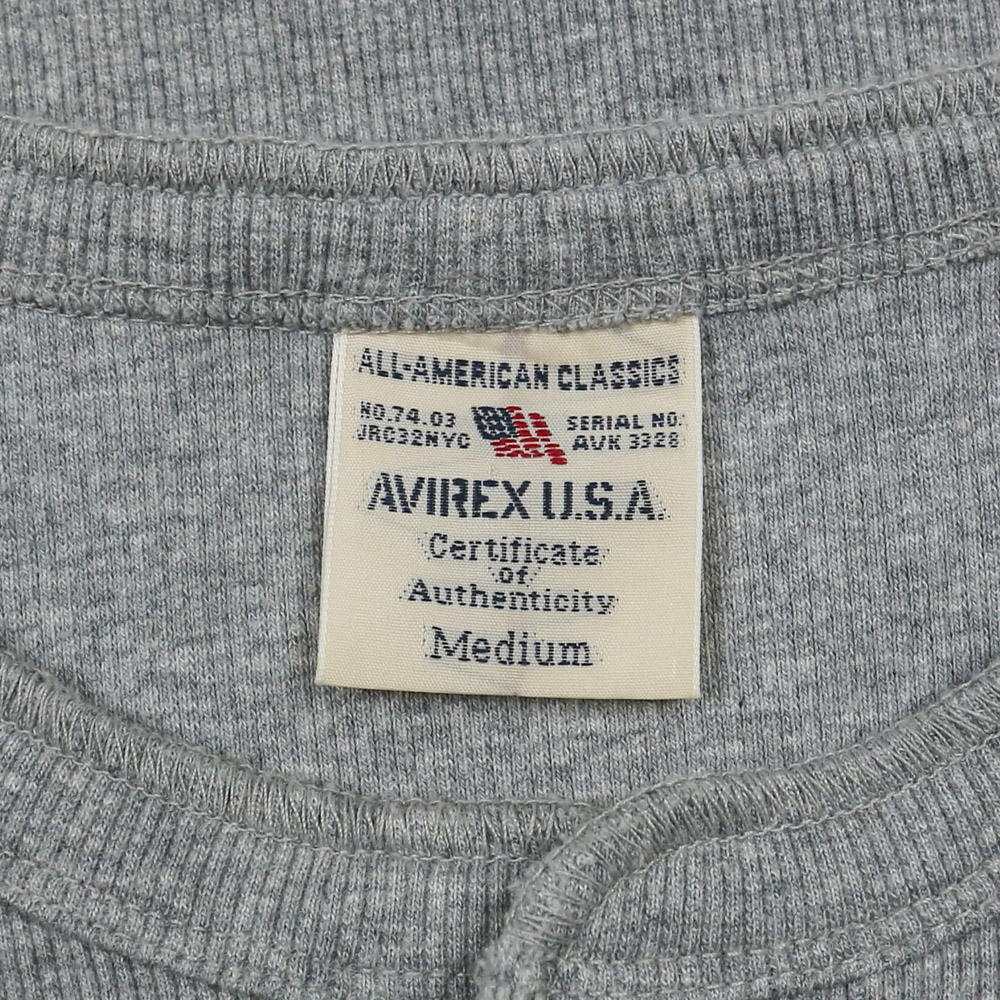 ALL-AMERICAN CLASSICS
NO.74.03
JRC32NYC
SERIAL NO.
AVK 3328
AVIREX U.S.A.
Certificate
of
Authenticity
Medium